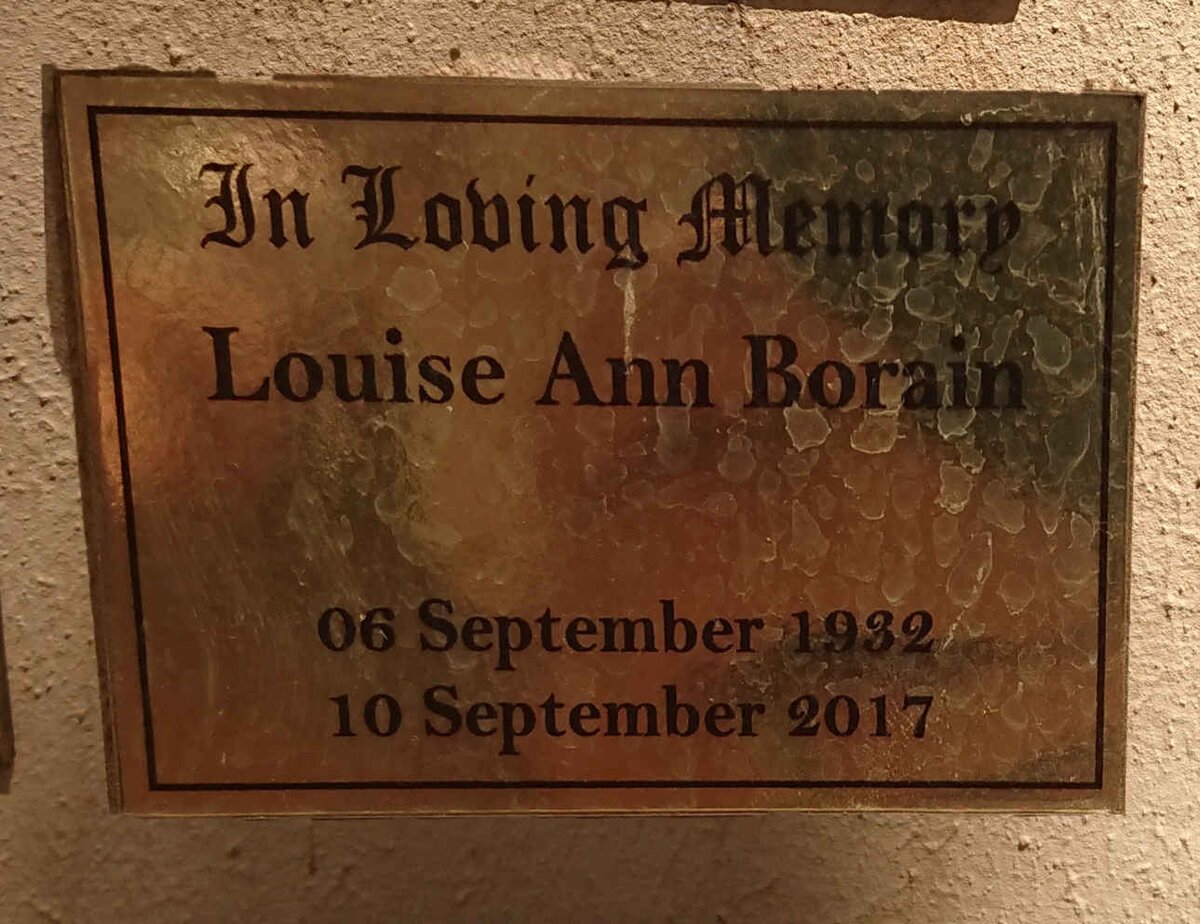 In Loving Memory
Louise Ann Borain
06 September 1932
10 September 2017